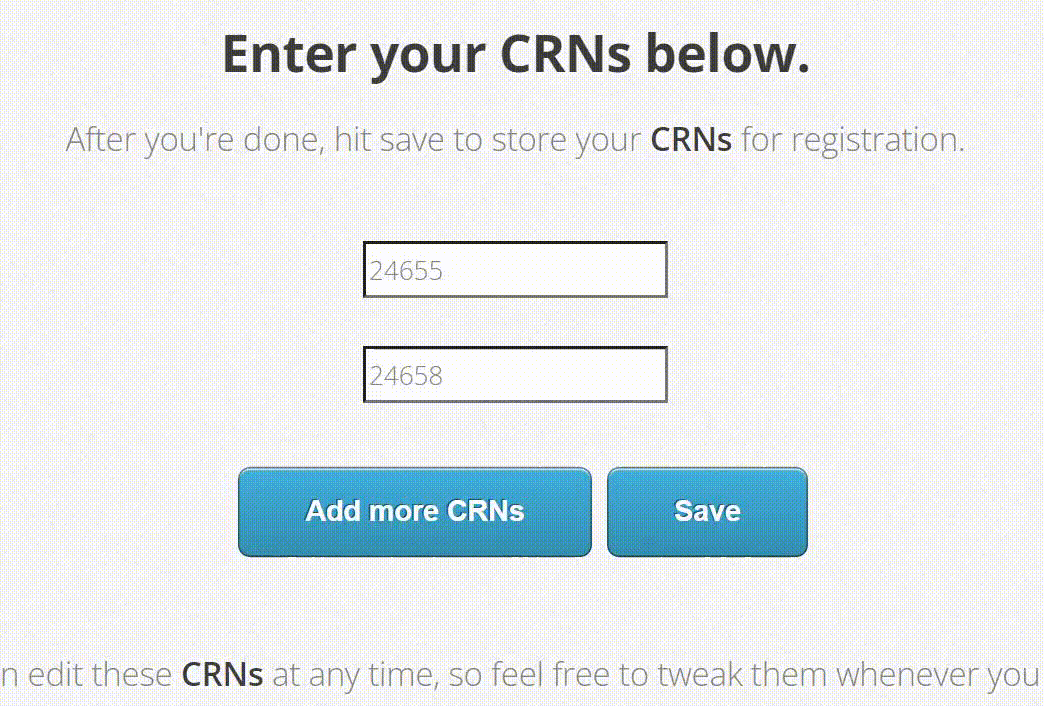 Enter your CRNs below.
After you're done, hit save to store your CRNs for registration.
24655
24658
Add more CRNs
Save
n edit these CRNs at any time, so feel free to tweak them whenever you